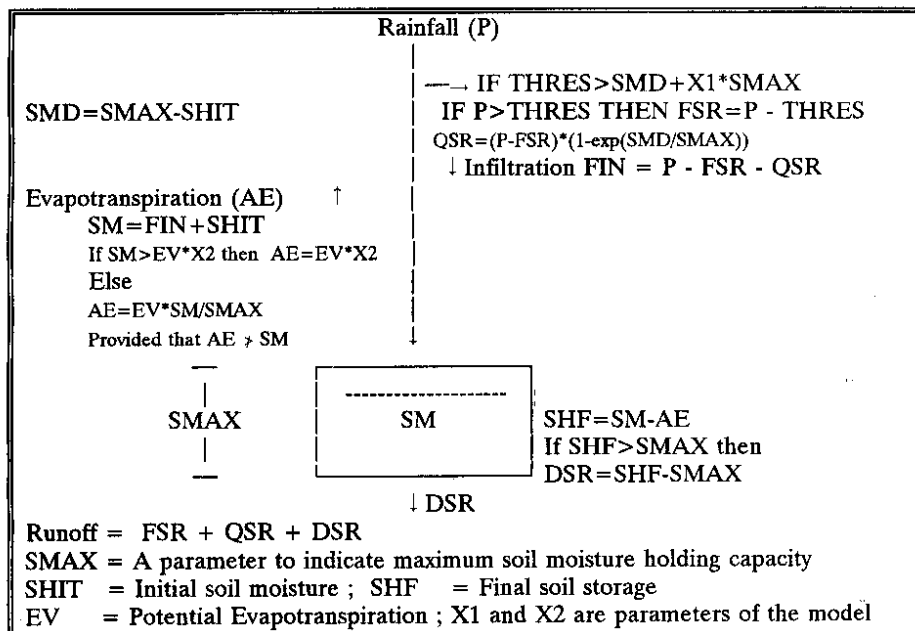 Rainfall (P)
—→ IF THRES>SMD+X1*SMAX
SMD=SMAX-SHIT
IF P>THRES THEN FSR=P - THRES
QSR=(P-FSR)*(1-exp(SMD/SMAX))
↓ Infiltration FIN = P - FSR - QSR
Evapotranspiration (AE) ↑
SM=FIN+SHIT
If SM>EV*X2 then AE=EV*X2
Else
AE=EV*SM/SMAX
Provided that AE ≯ SM
SMAX
SM
SHF=SM-AE
If SHF>SMAX then
DSR=SHF-SMAX
↓ DSR
Runoff = FSR + QSR + DSR
SMAX = A parameter to indicate maximum soil moisture holding capacity
SHIT = Initial soil moisture ; SHF = Final soil storage
EV = Potential Evapotranspiration ; X1 and X2 are parameters of the model